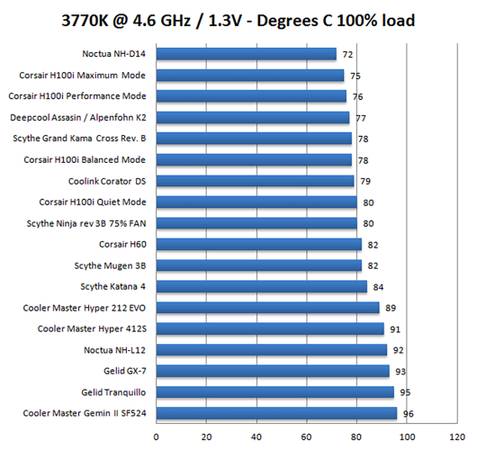 3770K @ 4.6 GHz / 1.3V - Degrees C 100% load
Noctua NH-D14 72
Corsair H100i Maximum Mode 75
Corsair H100i Performance Mode 76
Deepcool Assasin / Alpenfohn K2 77
Scythe Grand Kama Cross Rev. B 78
Corsair H100i Balanced Mode 78
Coolink Corator DS 79
Corsair H100i Quiet Mode 80
Scythe Ninja rev 3B 75% FAN 80
Corsair H60 82
Scythe Mugen 3B 82
Scythe Katana 4 84
Cooler Master Hyper 212 EVO 89
Cooler Master Hyper 412S 91
Noctua NH-L12 92
Gelid GX-7 93
Gelid Tranquillo 95
Cooler Master Gemin II SF524 96
0 20 40 60 80 100 120